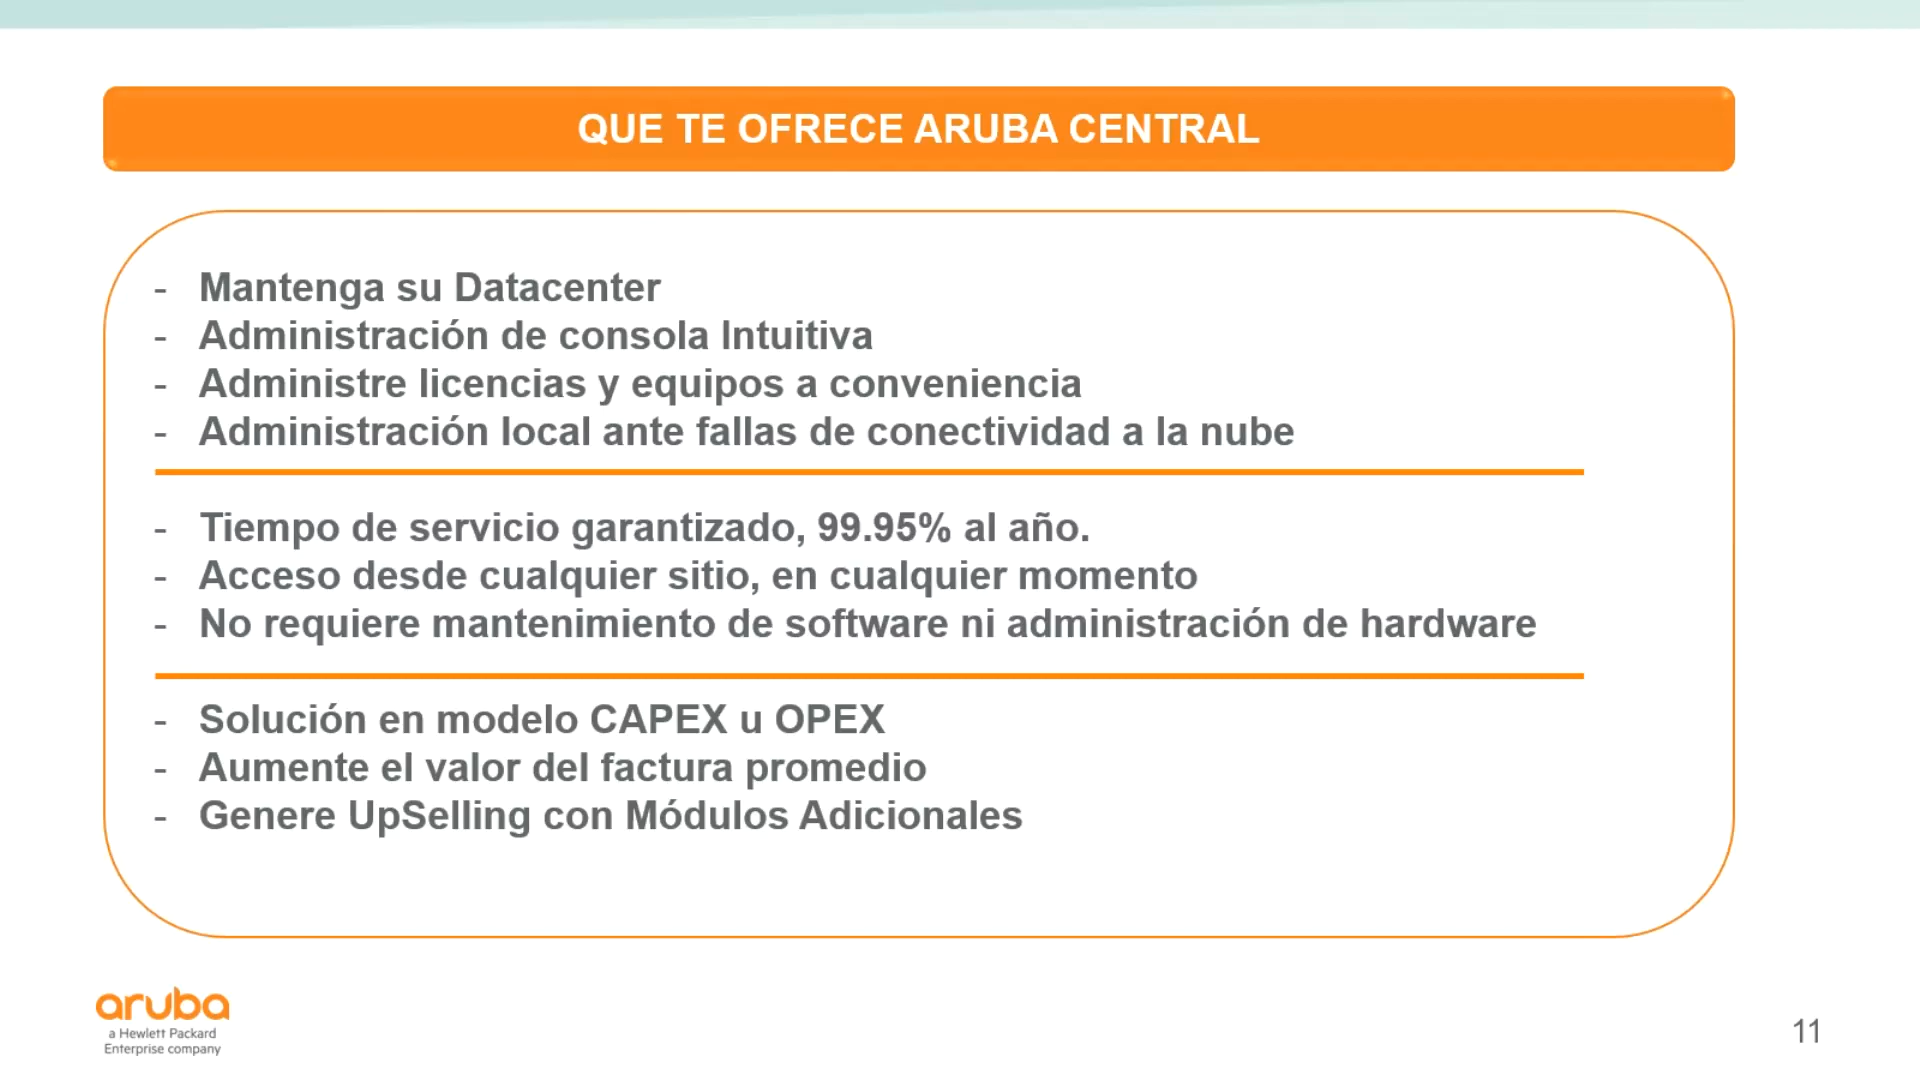 QUE TE OFRECE ARUBA CENTRAL
- Mantenga su Datacenter
- Administración de consola Intuitiva
- Administre licencias y equipos a conveniencia
- Administración local ante fallas de conectividad a la nube
- Tiempo de servicio garantizado, 99.95% al año.
- Acceso desde cualquier sitio, en cualquier momento
- No requiere mantenimiento de software ni administración de hardware
- Solución en modelo CAPEX u OPEX
- Aumente el valor del factura promedio
- Genere UpSelling con Módulos Adicionales
aruba
a Hewlett Packard
Enterprise company
11